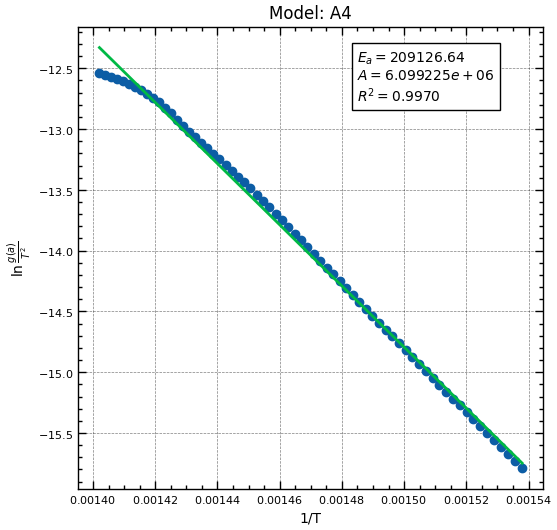 Model: A4
E_a = 209126.64
A = 6.099225e + 06
R^2 = 0.9970
ln g(a)/T^2
−12.5
−13.0
−13.5
−14.0
−14.5
−15.0
−15.5
0.00140 0.00142 0.00144 0.00146 0.00148 0.00150 0.00152 0.00154
1/T